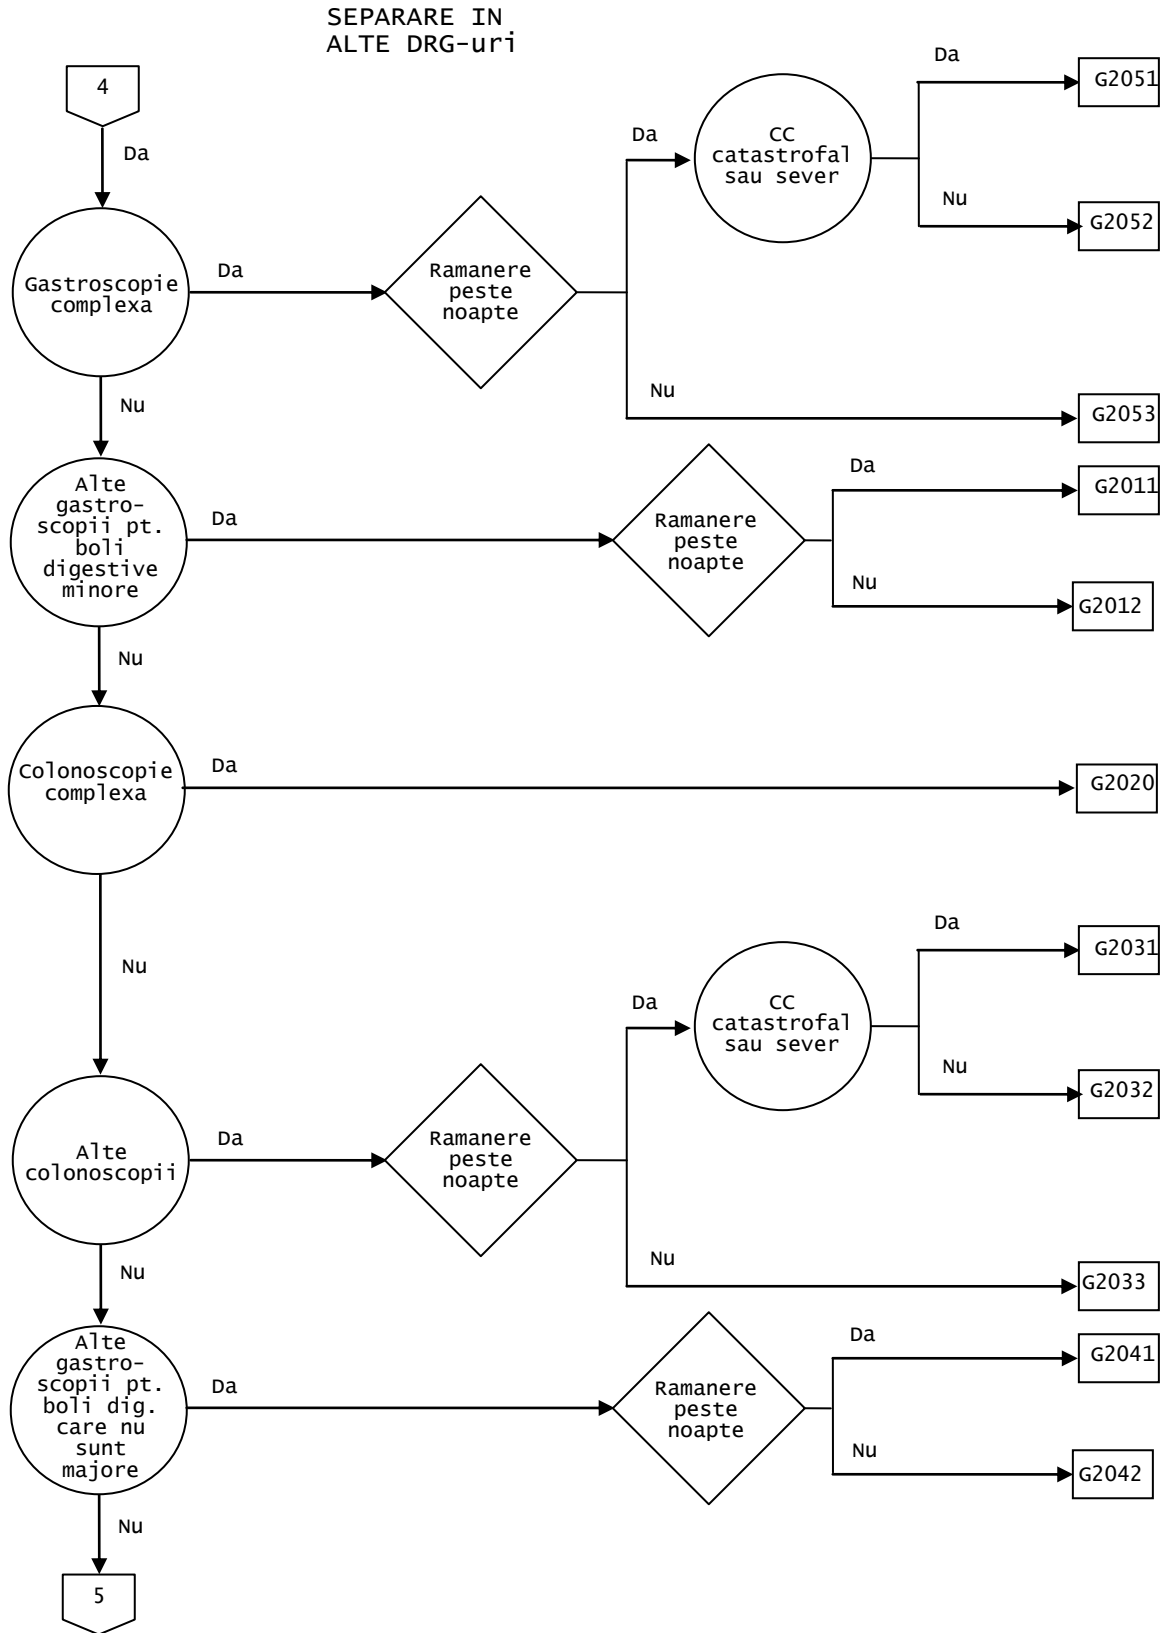 SEPARARE IN
ALTE DRG-uri
4
Da
Gastroscopie
complexa
Da
Ramanere
peste
noapte
Da
CC
catastrofal
sau sever
Da
G2051
Nu
G2052
Nu
G2053
Nu
Alte
gastro-
scopii pt.
boli
digestive
minore
Da
Ramanere
peste
noapte
Da
G2011
Nu
G2012
Nu
Colonoscopie
complexa
Da
G2020
Nu
Alte
colonoscopii
Da
Ramanere
peste
noapte
Da
CC
catastrofal
sau sever
Da
G2031
Nu
G2032
Nu
G2033
Nu
Alte
gastro-
scopii pt.
boli dig.
care nu
sunt
majore
Da
Ramanere
peste
noapte
Da
G2041
Nu
G2042
Nu
5